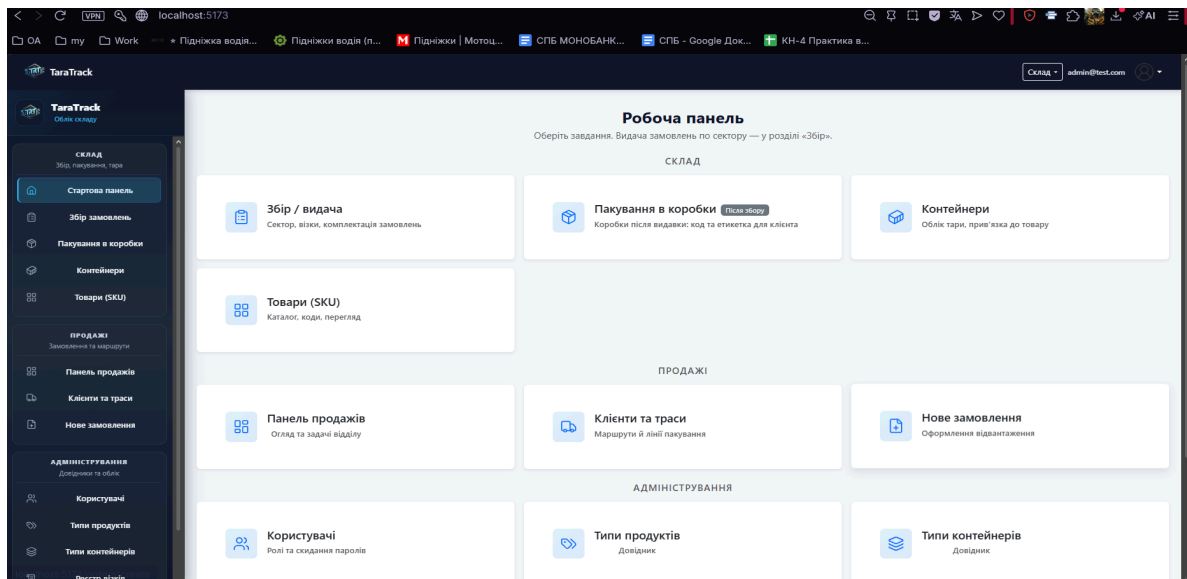 VPN
localhost:5173
AI
OA
my
Work
Підніжка водія...
Підніжки водія (п...
Підніжки | Мотоц...
СПБ МОНОБАНК...
СПБ - Google Док...
КН-4 Практика в...
TaraTrack
Склад
admin@test.com
TaraTrack
Облік складу
СКЛАД
Збір, пакування, тара
Стартова панель
Збір замовлень
Пакування в коробки
Контейнери
Товари (SKU)
ПРОДАЖІ
Замовлення та маршрути
Панель продажів
Клієнти та траси
Нове замовлення
АДМІНІСТРУВАННЯ
Довідники та облік
Користувачі
Типи продуктів
Типи контейнерів
Реєстр візків
Робоча панель
Оберіть завдання. Видача замовлень по сектору — у розділі «Збір».
СКЛАД
Збір / видача
Сектор, візки, комплектація замовлень
Пакування в коробки Після збору
Коробки після видавки: код та етикетка для клієнта
Контейнери
Облік тари, прив'язка до товару
Товари (SKU)
Каталог, коди, перегляд
ПРОДАЖІ
Панель продажів
Огляд та задачі відділу
Клієнти та траси
Маршрути й лінії пакування
Нове замовлення
Оформлення відвантаження
АДМІНІСТРУВАННЯ
Користувачі
Ролі та скидання паролів
Типи продуктів
Довідник
Типи контейнерів
Довідник